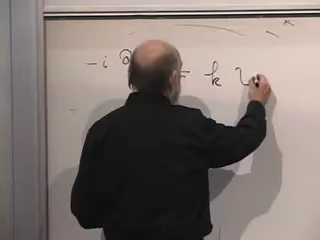 -i ∂ = k